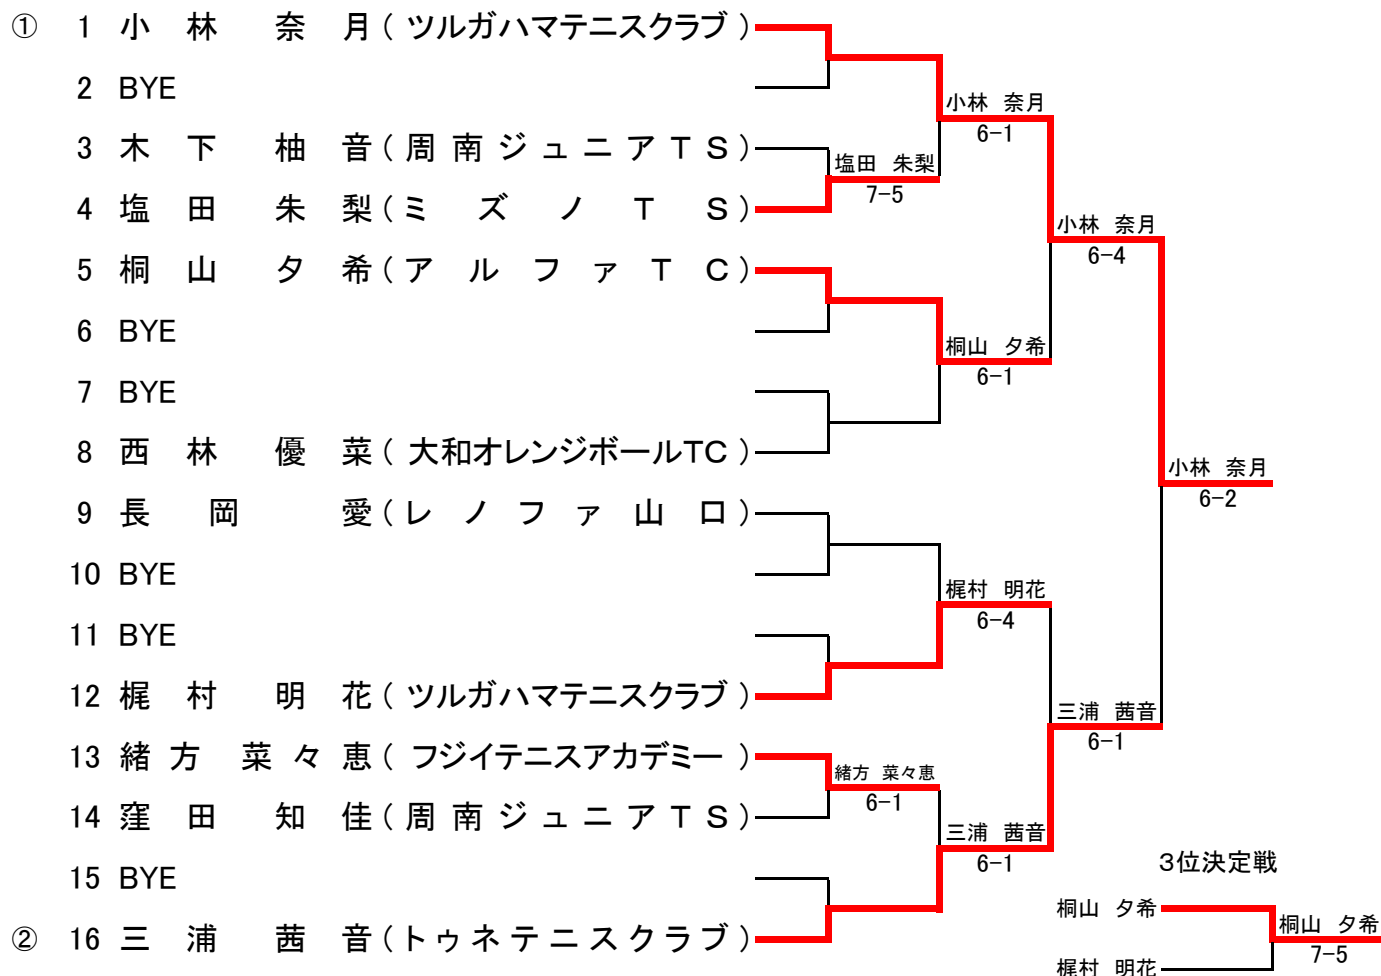 ① 1 小林 奈月(ツルガハマテニスクラブ)
2 BYE
小林 奈月
6-1
3 木下 柚音(周南ジュニアTS)
塩田 朱梨
7-5
4 塩田 朱梨(ミズノTS)
小林 奈月
6-4
5 桐山 夕希(アルファTC)
6 BYE
桐山 夕希
6-1
7 BYE
8 西林 優菜(大和オレンジボールTC)
小林 奈月
6-2
9 長岡 愛(レノファ山口)
10 BYE
梶村 明花
6-4
11 BYE
12 梶村 明花(ツルガハマテニスクラブ)
三浦 茜音
6-1
13 緒方 菜々恵(フジイテニスアカデミー)
緒方 菜々恵
6-1
14 窪田 知佳(周南ジュニアTS)
三浦 茜音
6-1
15 BYE
② 16 三浦 茜音(トゥネテニスクラブ)
3位決定戦
桐山 夕希
桐山 夕希
7-5
梶村 明花